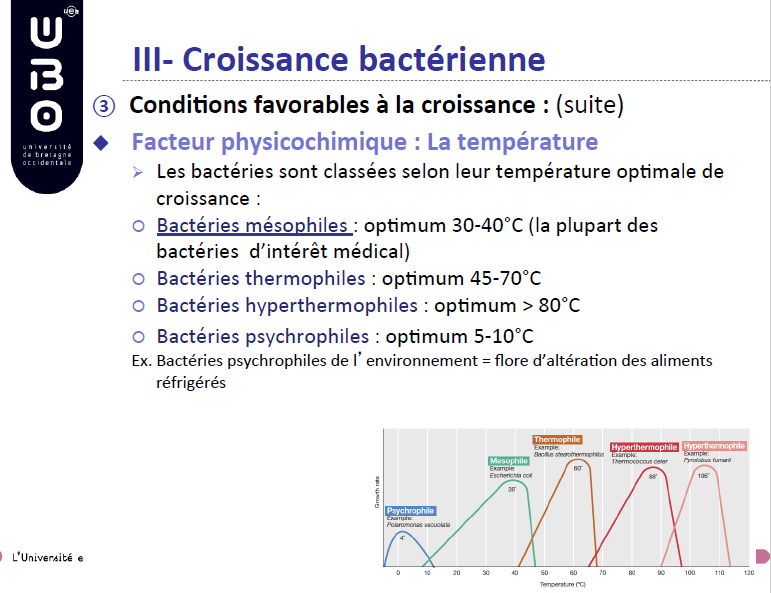 ueb
UBO
université
de bretagne
occidentale
III- Croissance bactérienne
③ Conditions favorables à la croissance : (suite)
Facteur physicochimique : La température
Les bactéries sont classées selon leur température optimale de
croissance :
Bactéries mésophiles : optimum 30-40°C (la plupart des
bactéries d’intérêt médical)
Bactéries thermophiles : optimum 45-70°C
Bactéries hyperthermophiles : optimum > 80°C
Bactéries psychrophiles : optimum 5-10°C
Ex. Bactéries psychrophiles de l’environnement = flore d’altération des aliments
réfrigérés
Thermophile
Example:
Bacillus stearothermophilus
60°
Hyperthermophile
Example:
Thermococcus celer
88°
Hyperthermophile
Example:
Pyrolobus fumarii
106°
Mesophile
Example:
Escherichia coli
39°
Psychrophile
Example:
Polaromonas vacuolata
4°
Growth rate
0 10 20 30 40 50 60 70 80 90 100 110 120
Temperature (°C)
L'Université e